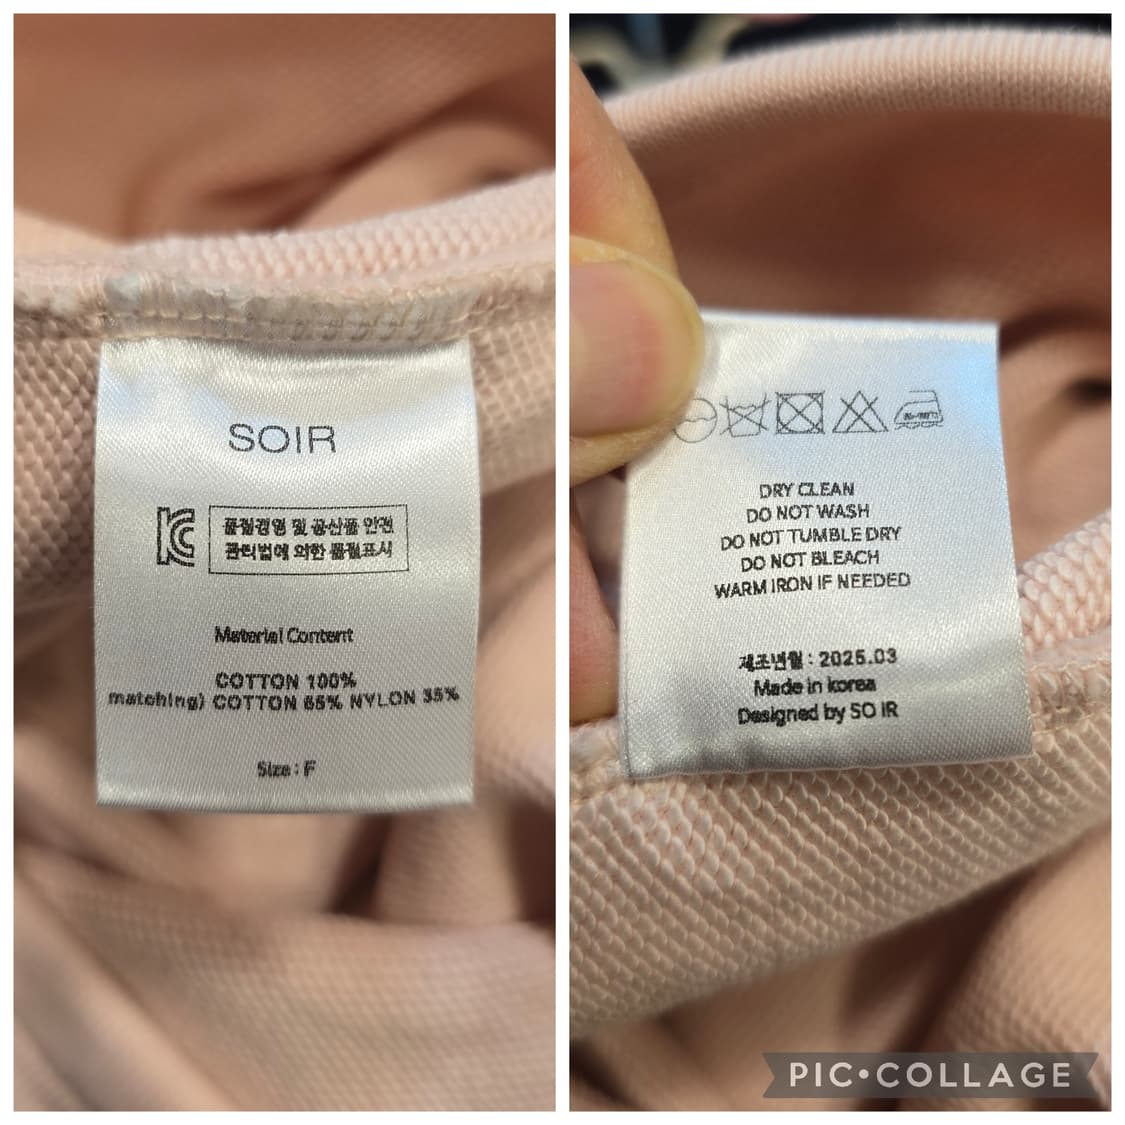 SOIR
품질경영 및 공산품 안전
관리법에 의한 품질표시
Material Content
COTTON 100%
matching) COTTON 65% NYLON 35%
Size : F
DRY CLEAN
DO NOT WASH
DO NOT TUMBLE DRY
DO NOT BLEACH
WARM IRON IF NEEDED
제조년월 : 2025.03
Made in korea
Designed by SO IR
PIC•COLLAGE